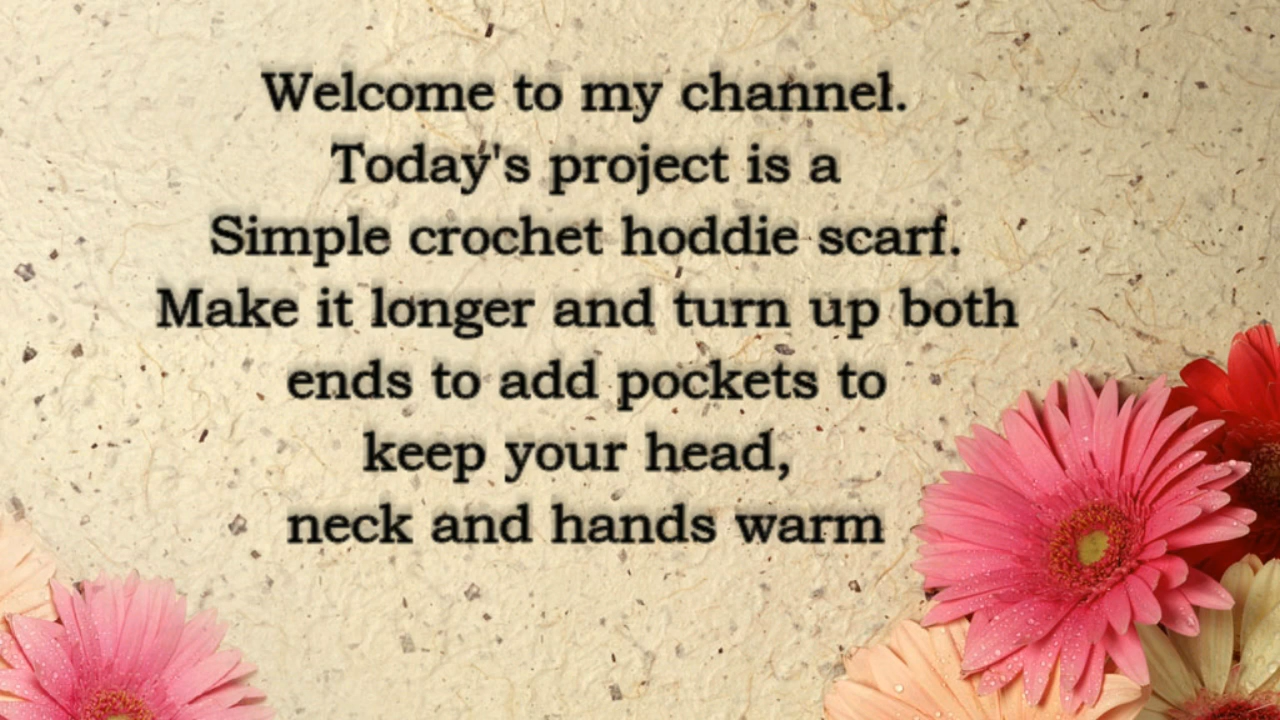 Welcome to my channel.
Today's project is a
Simple crochet hoddie scarf.
Make it longer and turn up both
ends to add pockets to
keep your head,
neck and hands warm